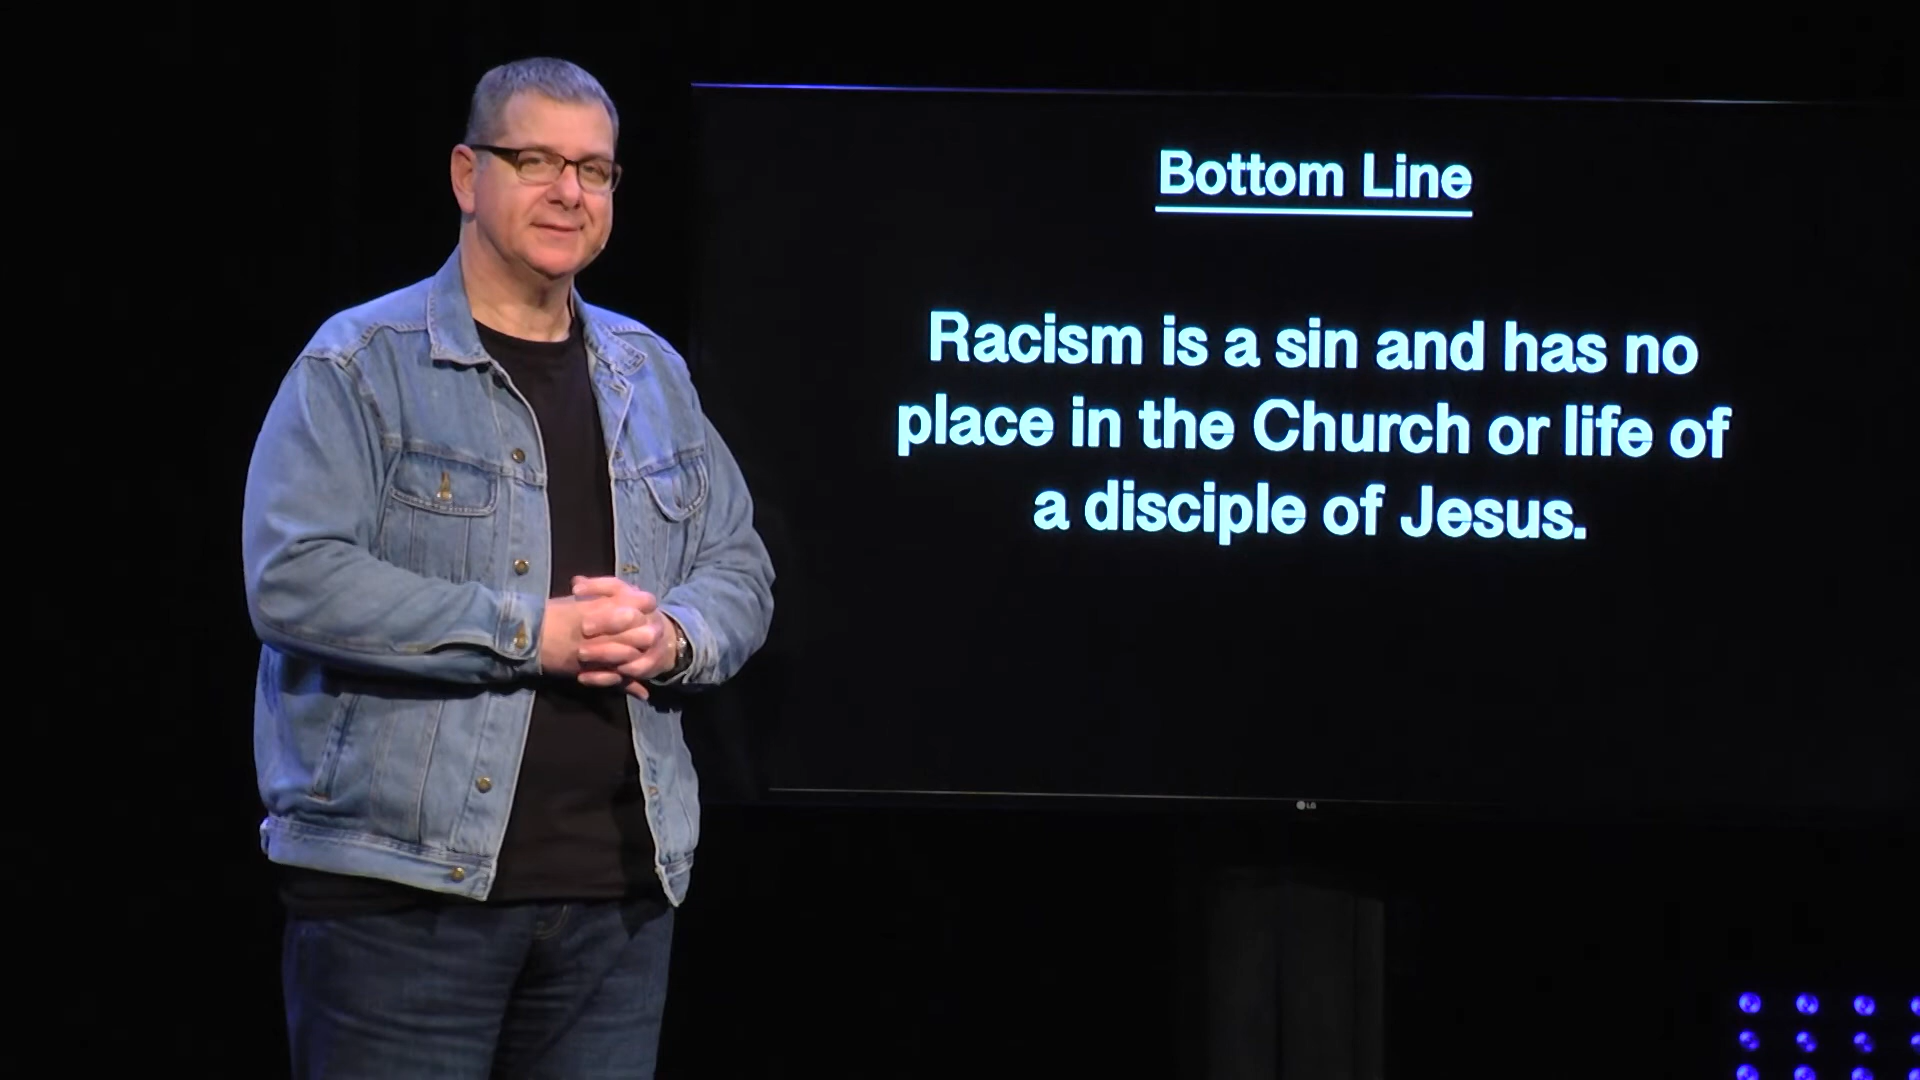 Bottom Line
Racism is a sin and has no
place in the Church or life of
a disciple of Jesus.
LG